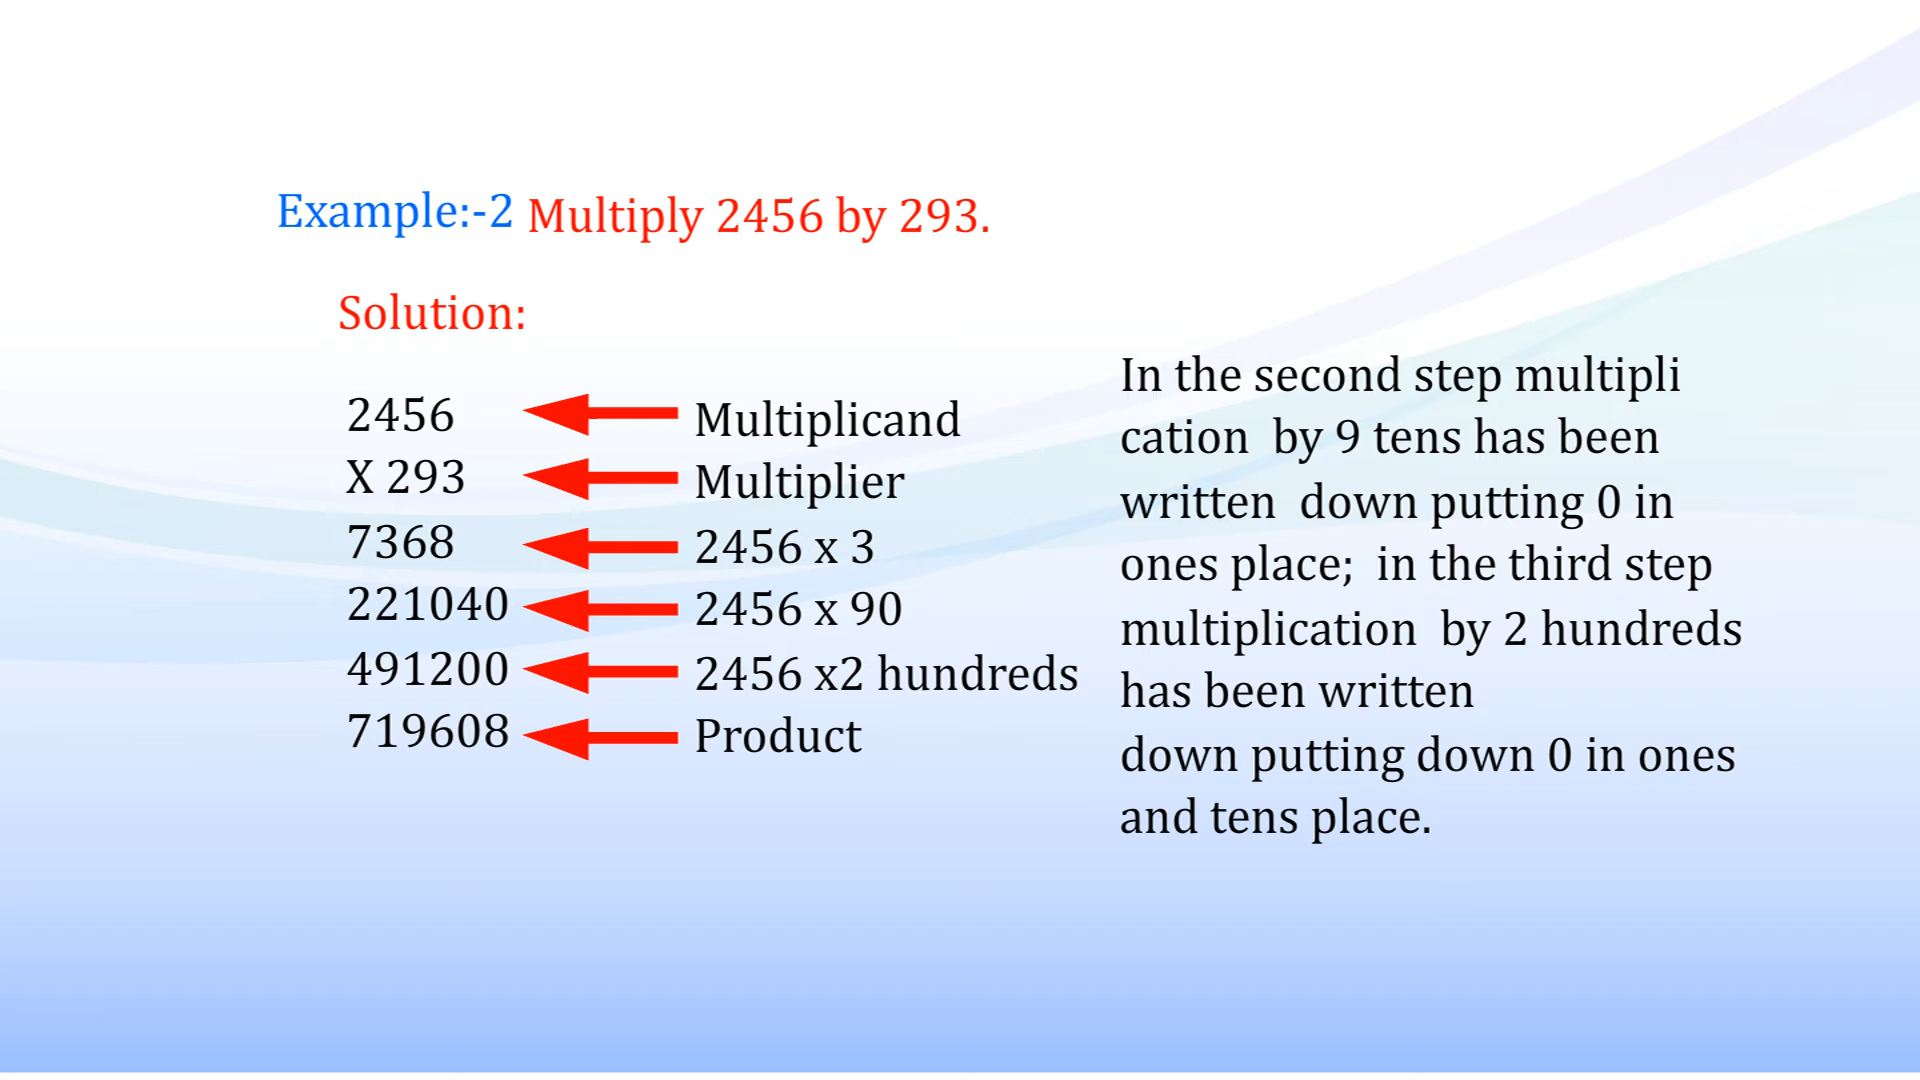 Example:-2 Multiply 2456 by 293.
Solution:
2456 Multiplicand
X 293 Multiplier
7368 2456 x 3
221040 2456 x 90
491200 2456 x2 hundreds
719608 Product
In the second step multipli
cation by 9 tens has been
written down putting 0 in
ones place; in the third step
multiplication by 2 hundreds
has been written
down putting down 0 in ones
and tens place.